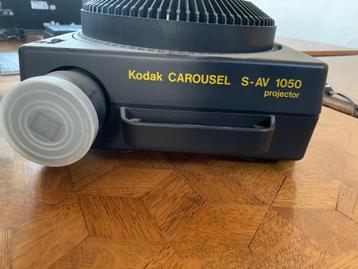 Kodak CAROUSEL S-AV 1050
projector